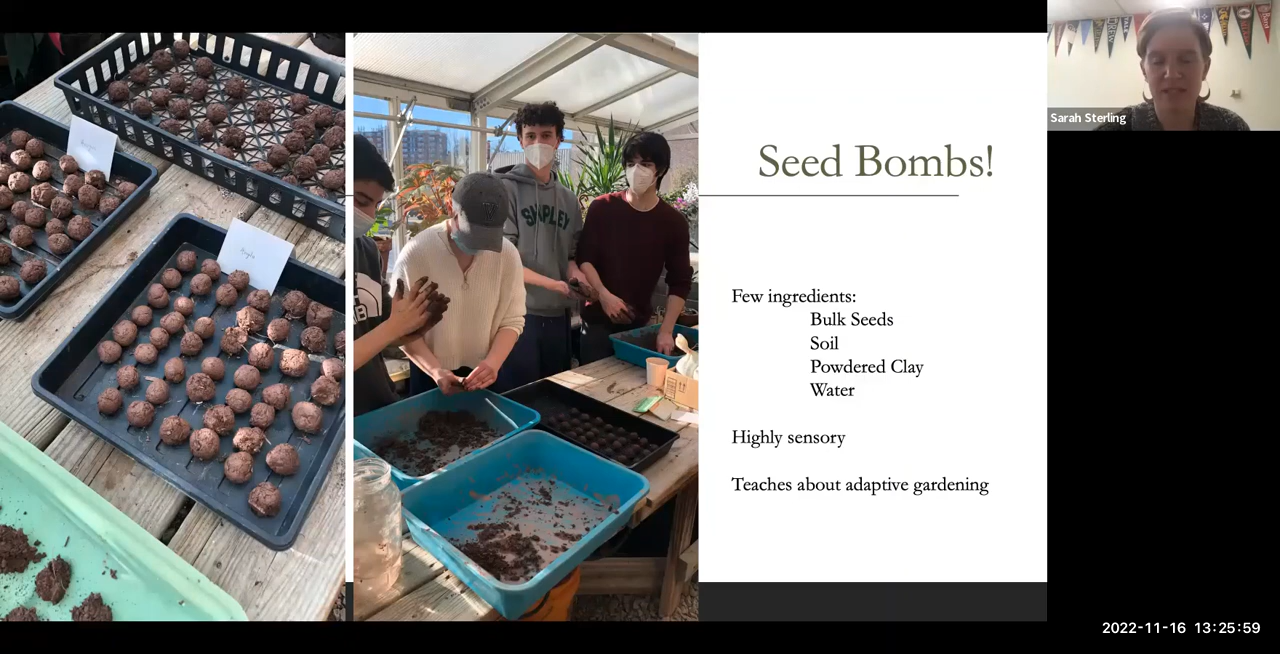 Seed Bombs!
Few ingredients:
Bulk Seeds
Soil
Powdered Clay
Water
Highly sensory
Teaches about adaptive gardening
Sarah Sterling
2022-11-16 13:25:59